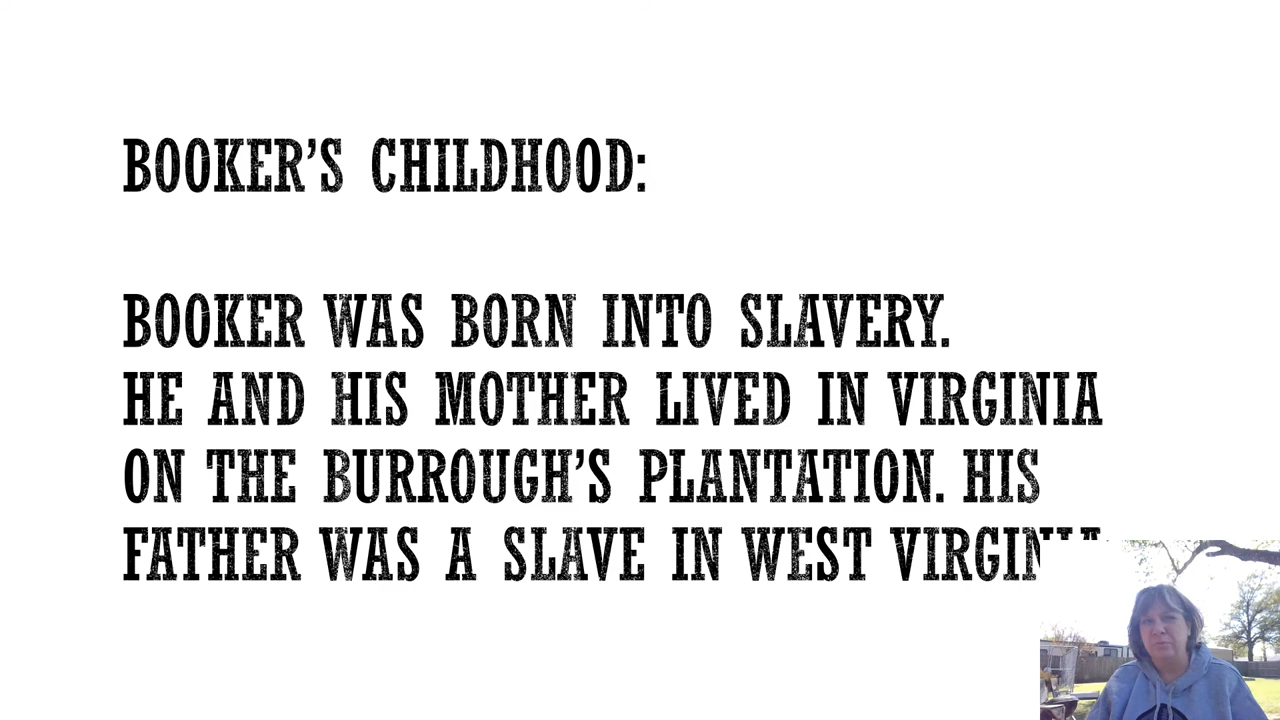 BOOKER’S CHILDHOOD:
BOOKER WAS BORN INTO SLAVERY.
HE AND HIS MOTHER LIVED IN VIRGINIA
ON THE BURROUGH’S PLANTATION. HIS
FATHER WAS A SLAVE IN WEST VIRGINIA